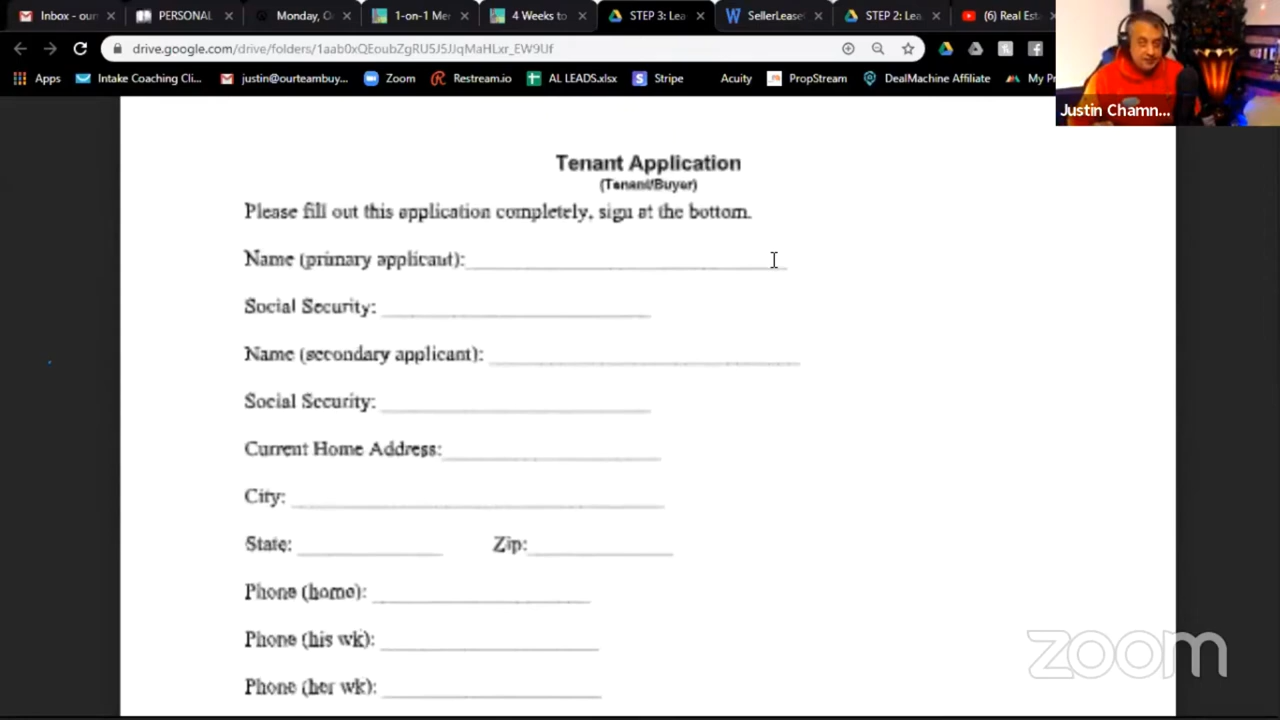 Inbox - our
PERSONAL
Monday, O
1-on-1 Mer
4 Weeks to
STEP 3: Lea
SellerLease
STEP 2: Lea
(6) Real Esta
drive.google.com/drive/folders/1aab0xQEoubZgRU5J5JJqMaHLxr_EW9Uf
Apps
Intake Coaching Cli...
justin@ourteambuy...
Zoom
Restream.io
AL LEADS.xlsx
Stripe
Acuity
PropStream
DealMachine Affiliate
My Pr
Justin Chamn...
Tenant Application
(Tenant/Buyer)
Please fill out this application completely, sign at the bottom.
Name (primary applicant):
Social Security:
Name (secondary applicant):
Social Security:
Current Home Address:
City:
State: Zip:
Phone (home):
Phone (his wk):
Phone (her wk):
zoom